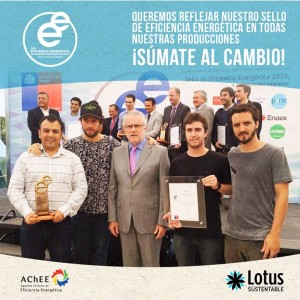 QUEREMOS REFLEJAR NUESTRO SELLO
DE EFICIENCIA ENERGÉTICA EN TODAS
NUESTRAS PRODUCCIONES
¡SÚMATE AL CAMBIO!
Sello de Eficiencia Energética 2014
Enaex
AChEE
Agencia Chilena de
Eficiencia Energética
Lotus
SUSTENTABLE